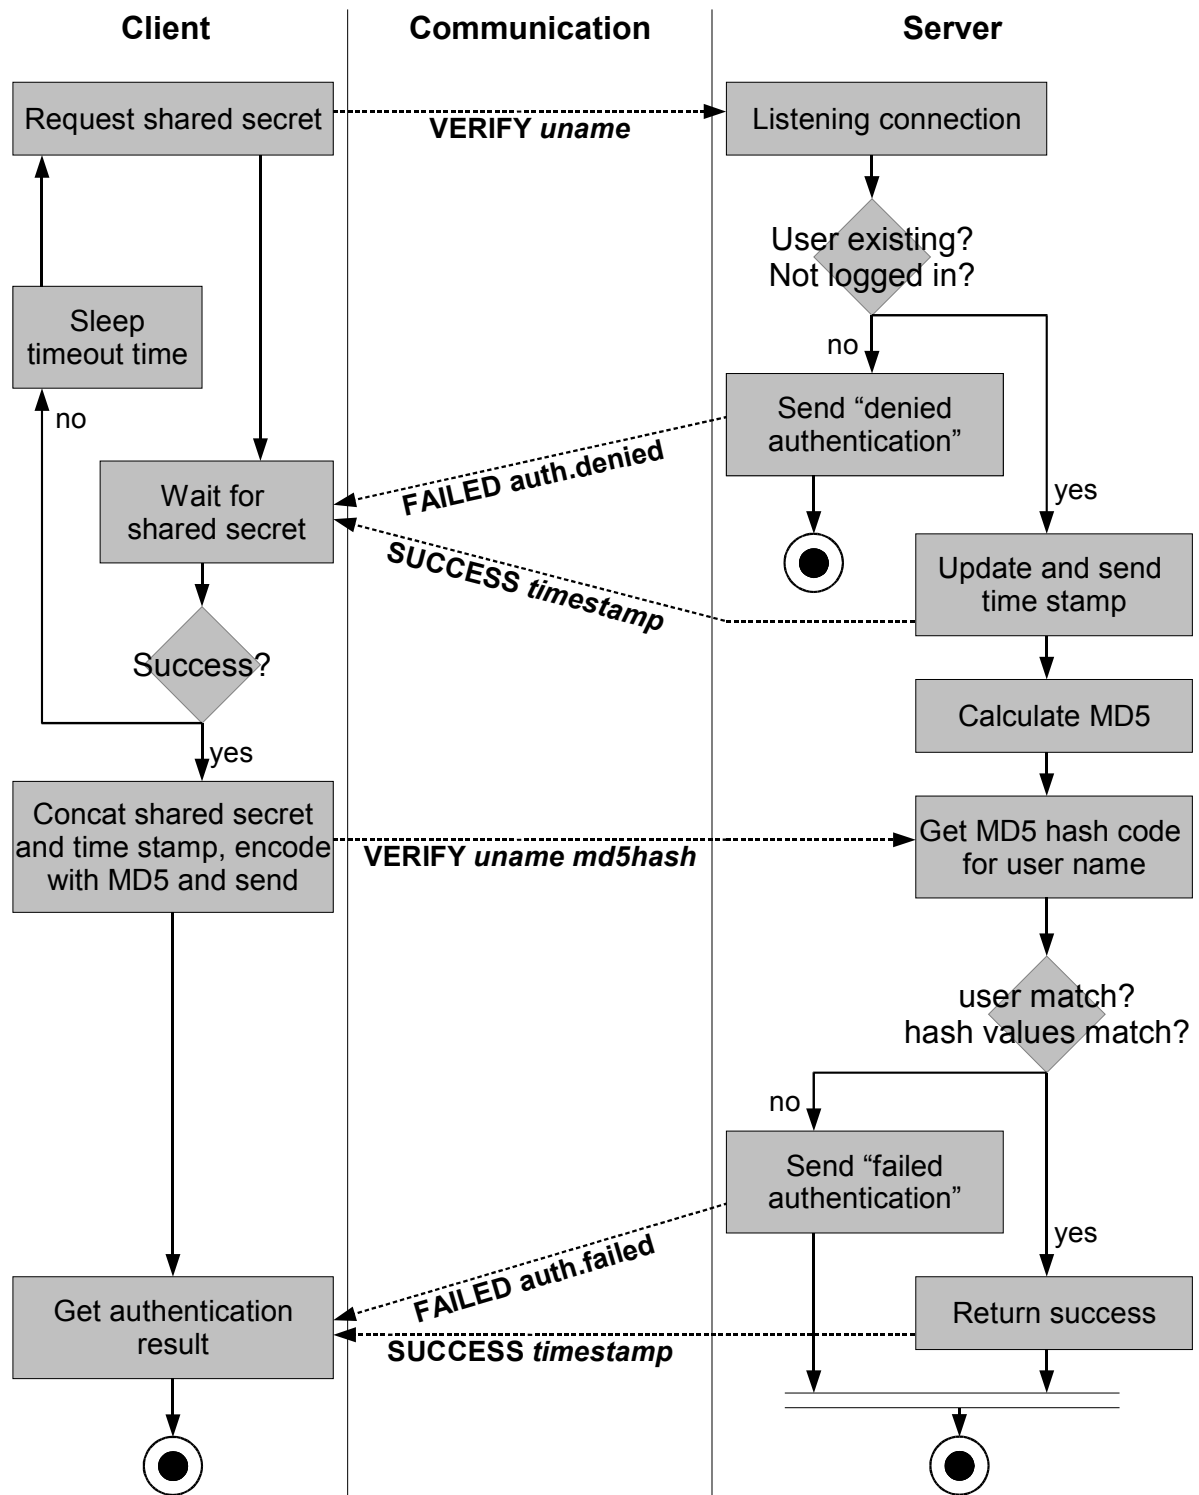 Client
Communication
Server
Request shared secret
VERIFY uname
Listening connection
User existing?
Not logged in?
Sleep
timeout time
no
no
Send “denied
authentication”
FAILED auth.denied
Wait for
shared secret
yes
SUCCESS timestamp
Update and send
time stamp
Success?
Calculate MD5
yes
Concat shared secret
and time stamp, encode
with MD5 and send
VERIFY uname md5hash
Get MD5 hash code
for user name
user match?
hash values match?
no
Send “failed
authentication”
yes
FAILED auth.failed
Get authentication
result
Return success
SUCCESS timestamp